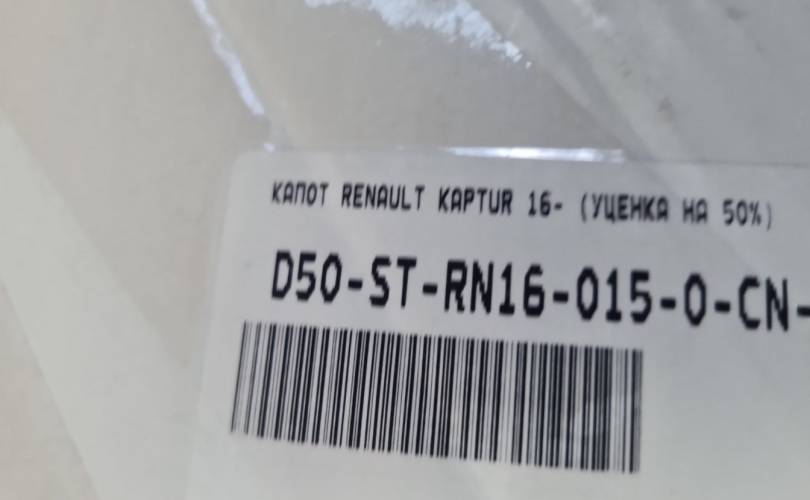 КАПОТ RENAULT KAPTUR 16- (УЦЕНКА НА 50%)
D50-ST-RN16-015-0-CN-